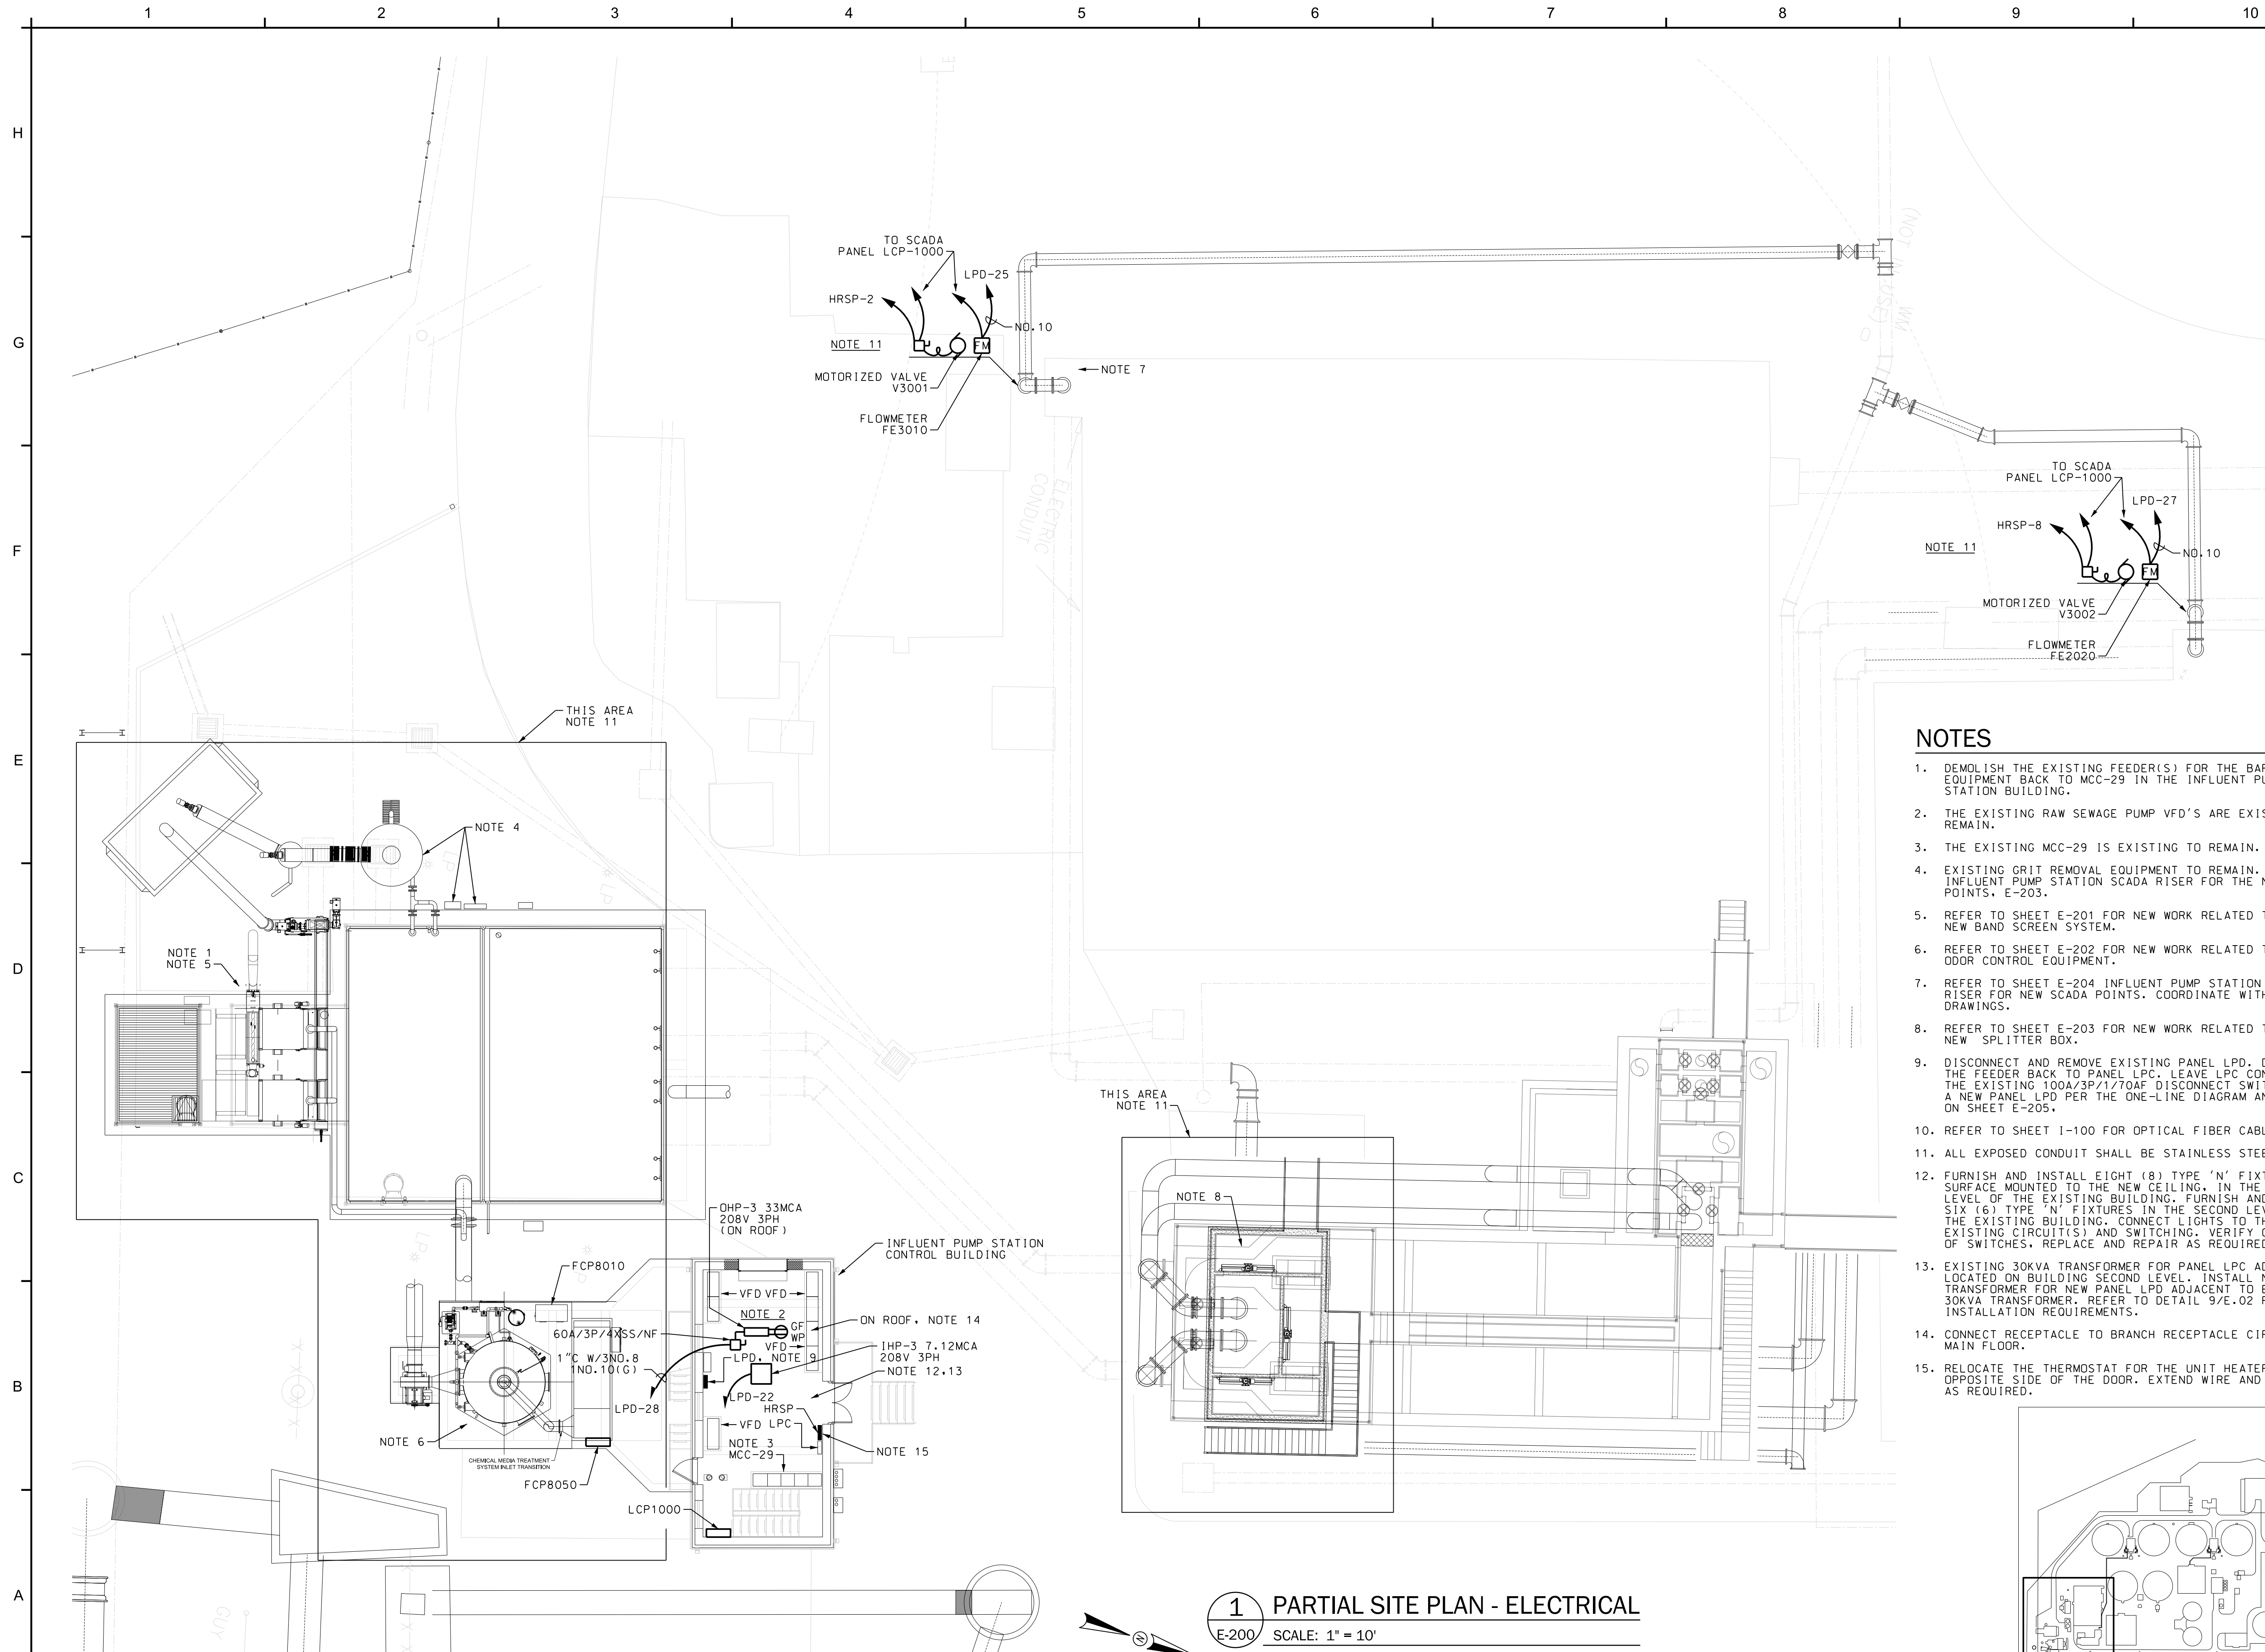 1 2 3 4 5 6 7 8 9 10
H
G
F
E
D
C
B
A
TO SCADA
PANEL LCP-1000
LPD-25
HRSP-2
NO.10
NOTE 11
FM
MOTORIZED VALVE
V3001
FLOWMETER
FE3010
NOTE 7
(NOT IN USE)
WM
ELECTRIC
CONDUIT
TO SCADA
PANEL LCP-1000
LPD-27
HRSP-8
NO.10
NOTE 11
FM
MOTORIZED VALVE
V3002
FLOWMETER
FE2020
THIS AREA
NOTE 11
NOTE 4
LP
LP
NOTE 1
NOTE 5
LP
OHP-3 33MCA
208V 3PH
(ON ROOF)
INFLUENT PUMP STATION
CONTROL BUILDING
FCP8010
VFD VFD
NOTE 2
ON ROOF, NOTE 14
60A/3P/4XSS/NF
GF
WP
VFD
IHP-3 7.12MCA
208V 3PH
1"C W/3NO.8
1NO.10(G)
LPD, NOTE 9
NOTE 12,13
LPD-22
LPD-28
HRSP
VFD LPC
NOTE 6
NOTE 3
MCC-29
NOTE 15
CHEMICAL MEDIA TREATMENT
SYSTEM INLET TRANSITION
FCP8050
LCP1000
GUY
THIS AREA
NOTE 11
NOTE 8
NOTES
1. DEMOLISH THE EXISTING FEEDER(S) FOR THE
EQUIPMENT BACK TO MCC-29 IN THE INFLUENT
STATION BUILDING.
2. THE EXISTING RAW SEWAGE PUMP VFD'S ARE
REMAIN.
3. THE EXISTING MCC-29 IS EXISTING TO REMAIN.
4. EXISTING GRIT REMOVAL EQUIPMENT TO REMAIN.
INFLUENT PUMP STATION SCADA RISER FOR THE
POINTS, E-203.
5. REFER TO SHEET E-201 FOR NEW WORK RELATED
NEW BAND SCREEN SYSTEM.
6. REFER TO SHEET E-202 FOR NEW WORK RELATED
ODOR CONTROL EQUIPMENT.
7. REFER TO SHEET E-204 INFLUENT PUMP STATION
RISER FOR NEW SCADA POINTS. COORDINATE
DRAWINGS.
8. REFER TO SHEET E-203 FOR NEW WORK RELATED
NEW SPLITTER BOX.
9. DISCONNECT AND REMOVE EXISTING PANEL LPD.
THE FEEDER BACK TO PANEL LPC. LEAVE LPC
THE EXISTING 100A/3P/1/70AF DISCONNECT
A NEW PANEL LPD PER THE ONE-LINE DIAGRAM
ON SHEET E-205.
10. REFER TO SHEET I-100 FOR OPTICAL FIBER
11. ALL EXPOSED CONDUIT SHALL BE STAINLESS
12. FURNISH AND INSTALL EIGHT (8) TYPE 'N'
SURFACE MOUNTED TO THE NEW CEILING, IN THE
LEVEL OF THE EXISTING BUILDING. FURNISH
SIX (6) TYPE 'N' FIXTURES IN THE SECOND
THE EXISTING BUILDING. CONNECT LIGHTS TO
EXISTING CIRCUIT(S) AND SWITCHING. VERIFY
OF SWITCHES. REPLACE AND REPAIR AS
13. EXISTING 30KVA TRANSFORMER FOR PANEL LPC
LOCATED ON BUILDING SECOND LEVEL. INSTALL
TRANSFORMER FOR NEW PANEL LPD ADJACENT TO
30KVA TRANSFORMER. REFER TO DETAIL 9/E.02
INSTALLATION REQUIREMENTS.
14. CONNECT RECEPTACLE TO BRANCH RECEPTACLE
MAIN FLOOR.
15. RELOCATE THE THERMOSTAT FOR THE UNIT
OPPOSITE SIDE OF THE DOOR. EXTEND WIRE AND
AS REQUIRED.
1
E-200
PARTIAL SITE PLAN - ELECTRICAL
SCALE: 1" = 10'
N